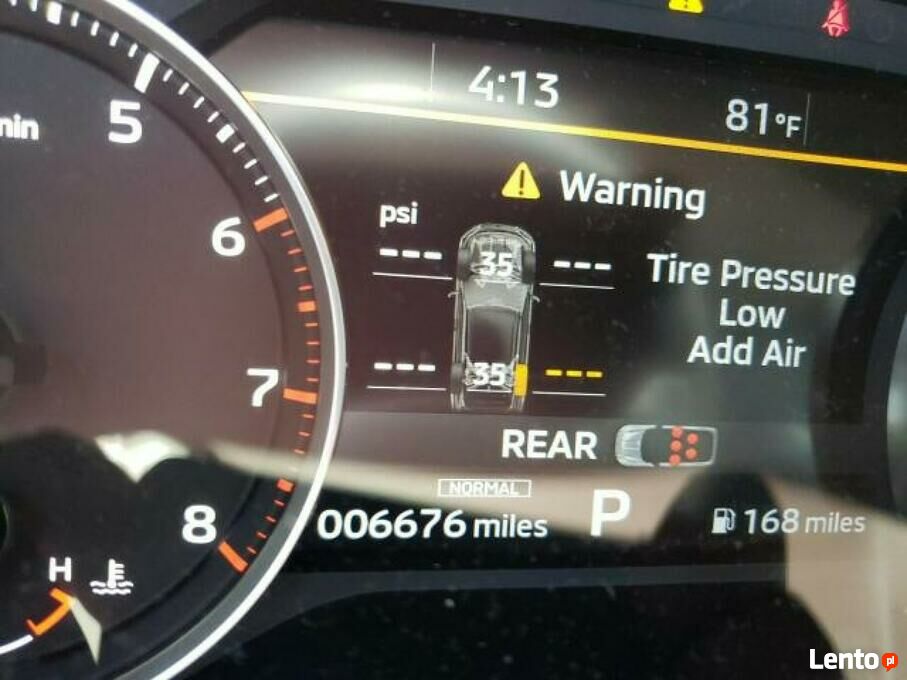 4:13
81°F
5
min
Warning
psi
6
--- 35 ---
Tire Pressure
Low
Add Air
7
--- 35 ---
REAR
NORMAL
8
006676 miles
P
168 miles
H
Lento pl